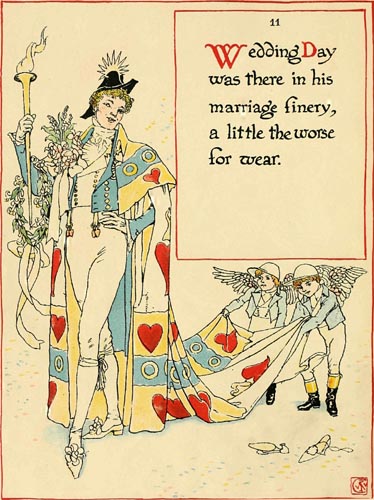 11
Wedding Day
was there in his
marriage finery,
a little the worse
for wear.